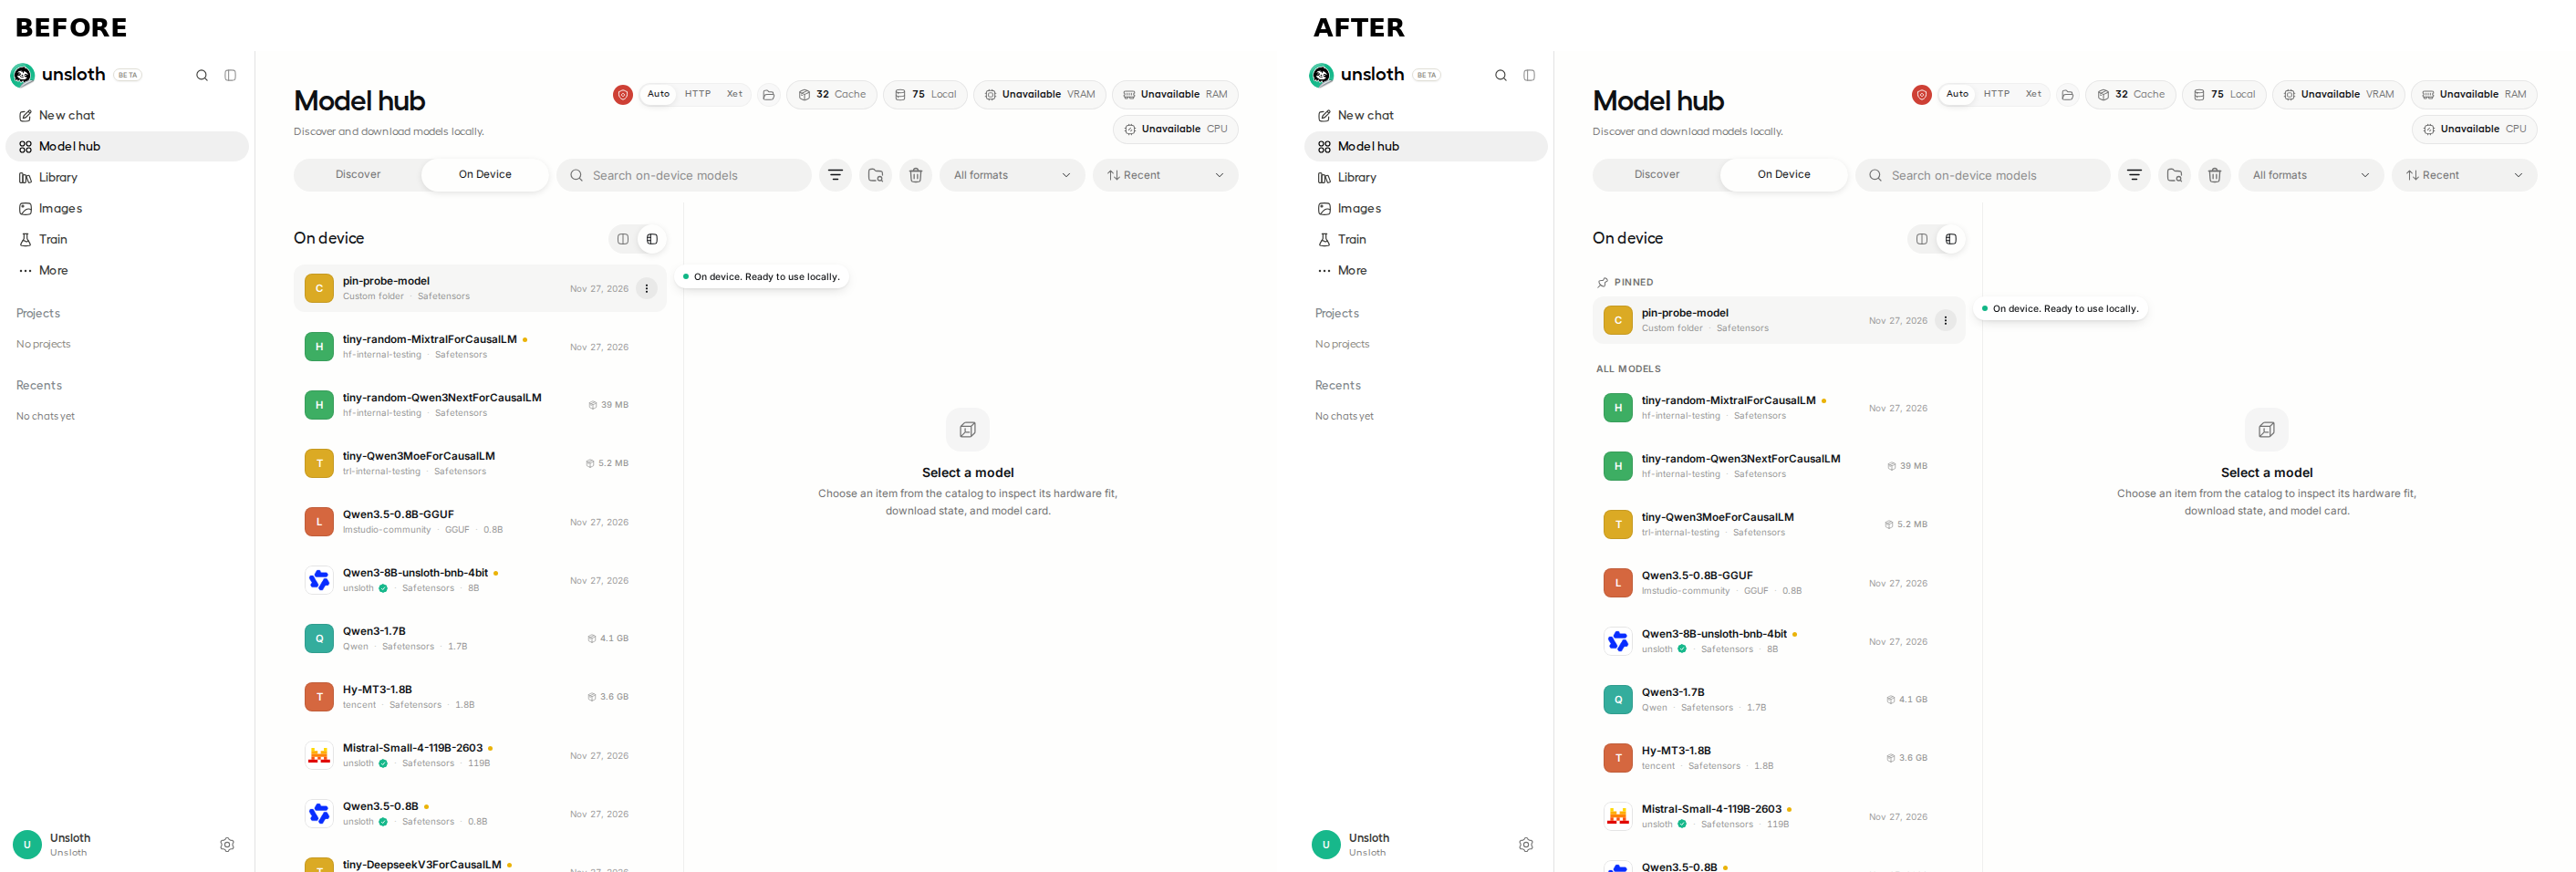 BEFORE
unsloth BETA
New chat
Model hub
Library
Images
Train
More
Projects
No projects
Recents
No chats yet
U Unsloth
Unsloth
Model hub
Discover and download models locally.
Auto HTTP Xet 32 Cache 75 Local Unavailable VRAM Unavailable RAM
Unavailable CPU
Discover On Device Search on-device models All formats Recent
On device
C pin-probe-model Nov 27, 2026
Custom folder · Safetensors
On device. Ready to use locally.
H tiny-random-MixtralForCausalLM Nov 27, 2026
hf-internal-testing · Safetensors
H tiny-random-Qwen3NextForCausalLM 39 MB
hf-internal-testing · Safetensors
T tiny-Qwen3MoeForCausalLM 5.2 MB
trl-internal-testing · Safetensors
L Qwen3.5-0.8B-GGUF Nov 27, 2026
lmstudio-community · GGUF · 0.8B
Qwen3-8B-unsloth-bnb-4bit Nov 27, 2026
unsloth · Safetensors · 8B
Q Qwen3-1.7B 4.1 GB
Qwen · Safetensors · 1.7B
T Hy-MT3-1.8B 3.6 GB
tencent · Safetensors · 1.8B
Mistral-Small-4-119B-2603 Nov 27, 2026
unsloth · Safetensors · 119B
Qwen3.5-0.8B Nov 27, 2026
unsloth · Safetensors · 0.8B
tiny-DeepseekV3ForCausalLM
Select a model
Choose an item from the catalog to inspect its hardware fit,
download state, and model card.
AFTER
unsloth BETA
New chat
Model hub
Library
Images
Train
More
Projects
No projects
Recents
No chats yet
U Unsloth
Unsloth
Model hub
Discover and download models locally.
Auto HTTP Xet 32 Cache 75 Local Unavailable VRAM Unavailable RAM
Unavailable CPU
Discover On Device Search on-device models All formats Recent
On device
PINNED
C pin-probe-model Nov 27, 2026
Custom folder · Safetensors
On device. Ready to use locally.
ALL MODELS
H tiny-random-MixtralForCausalLM Nov 27, 2026
hf-internal-testing · Safetensors
H tiny-random-Qwen3NextForCausalLM 39 MB
hf-internal-testing · Safetensors
T tiny-Qwen3MoeForCausalLM 5.2 MB
trl-internal-testing · Safetensors
L Qwen3.5-0.8B-GGUF Nov 27, 2026
lmstudio-community · GGUF · 0.8B
Qwen3-8B-unsloth-bnb-4bit Nov 27, 2026
unsloth · Safetensors · 8B
Q Qwen3-1.7B 4.1 GB
Qwen · Safetensors · 1.7B
T Hy-MT3-1.8B 3.6 GB
tencent · Safetensors · 1.8B
Mistral-Small-4-119B-2603 Nov 27, 2026
unsloth · Safetensors · 119B
Qwen3.5-0.8B
Select a model
Choose an item from the catalog to inspect its hardware fit,
download state, and model card.